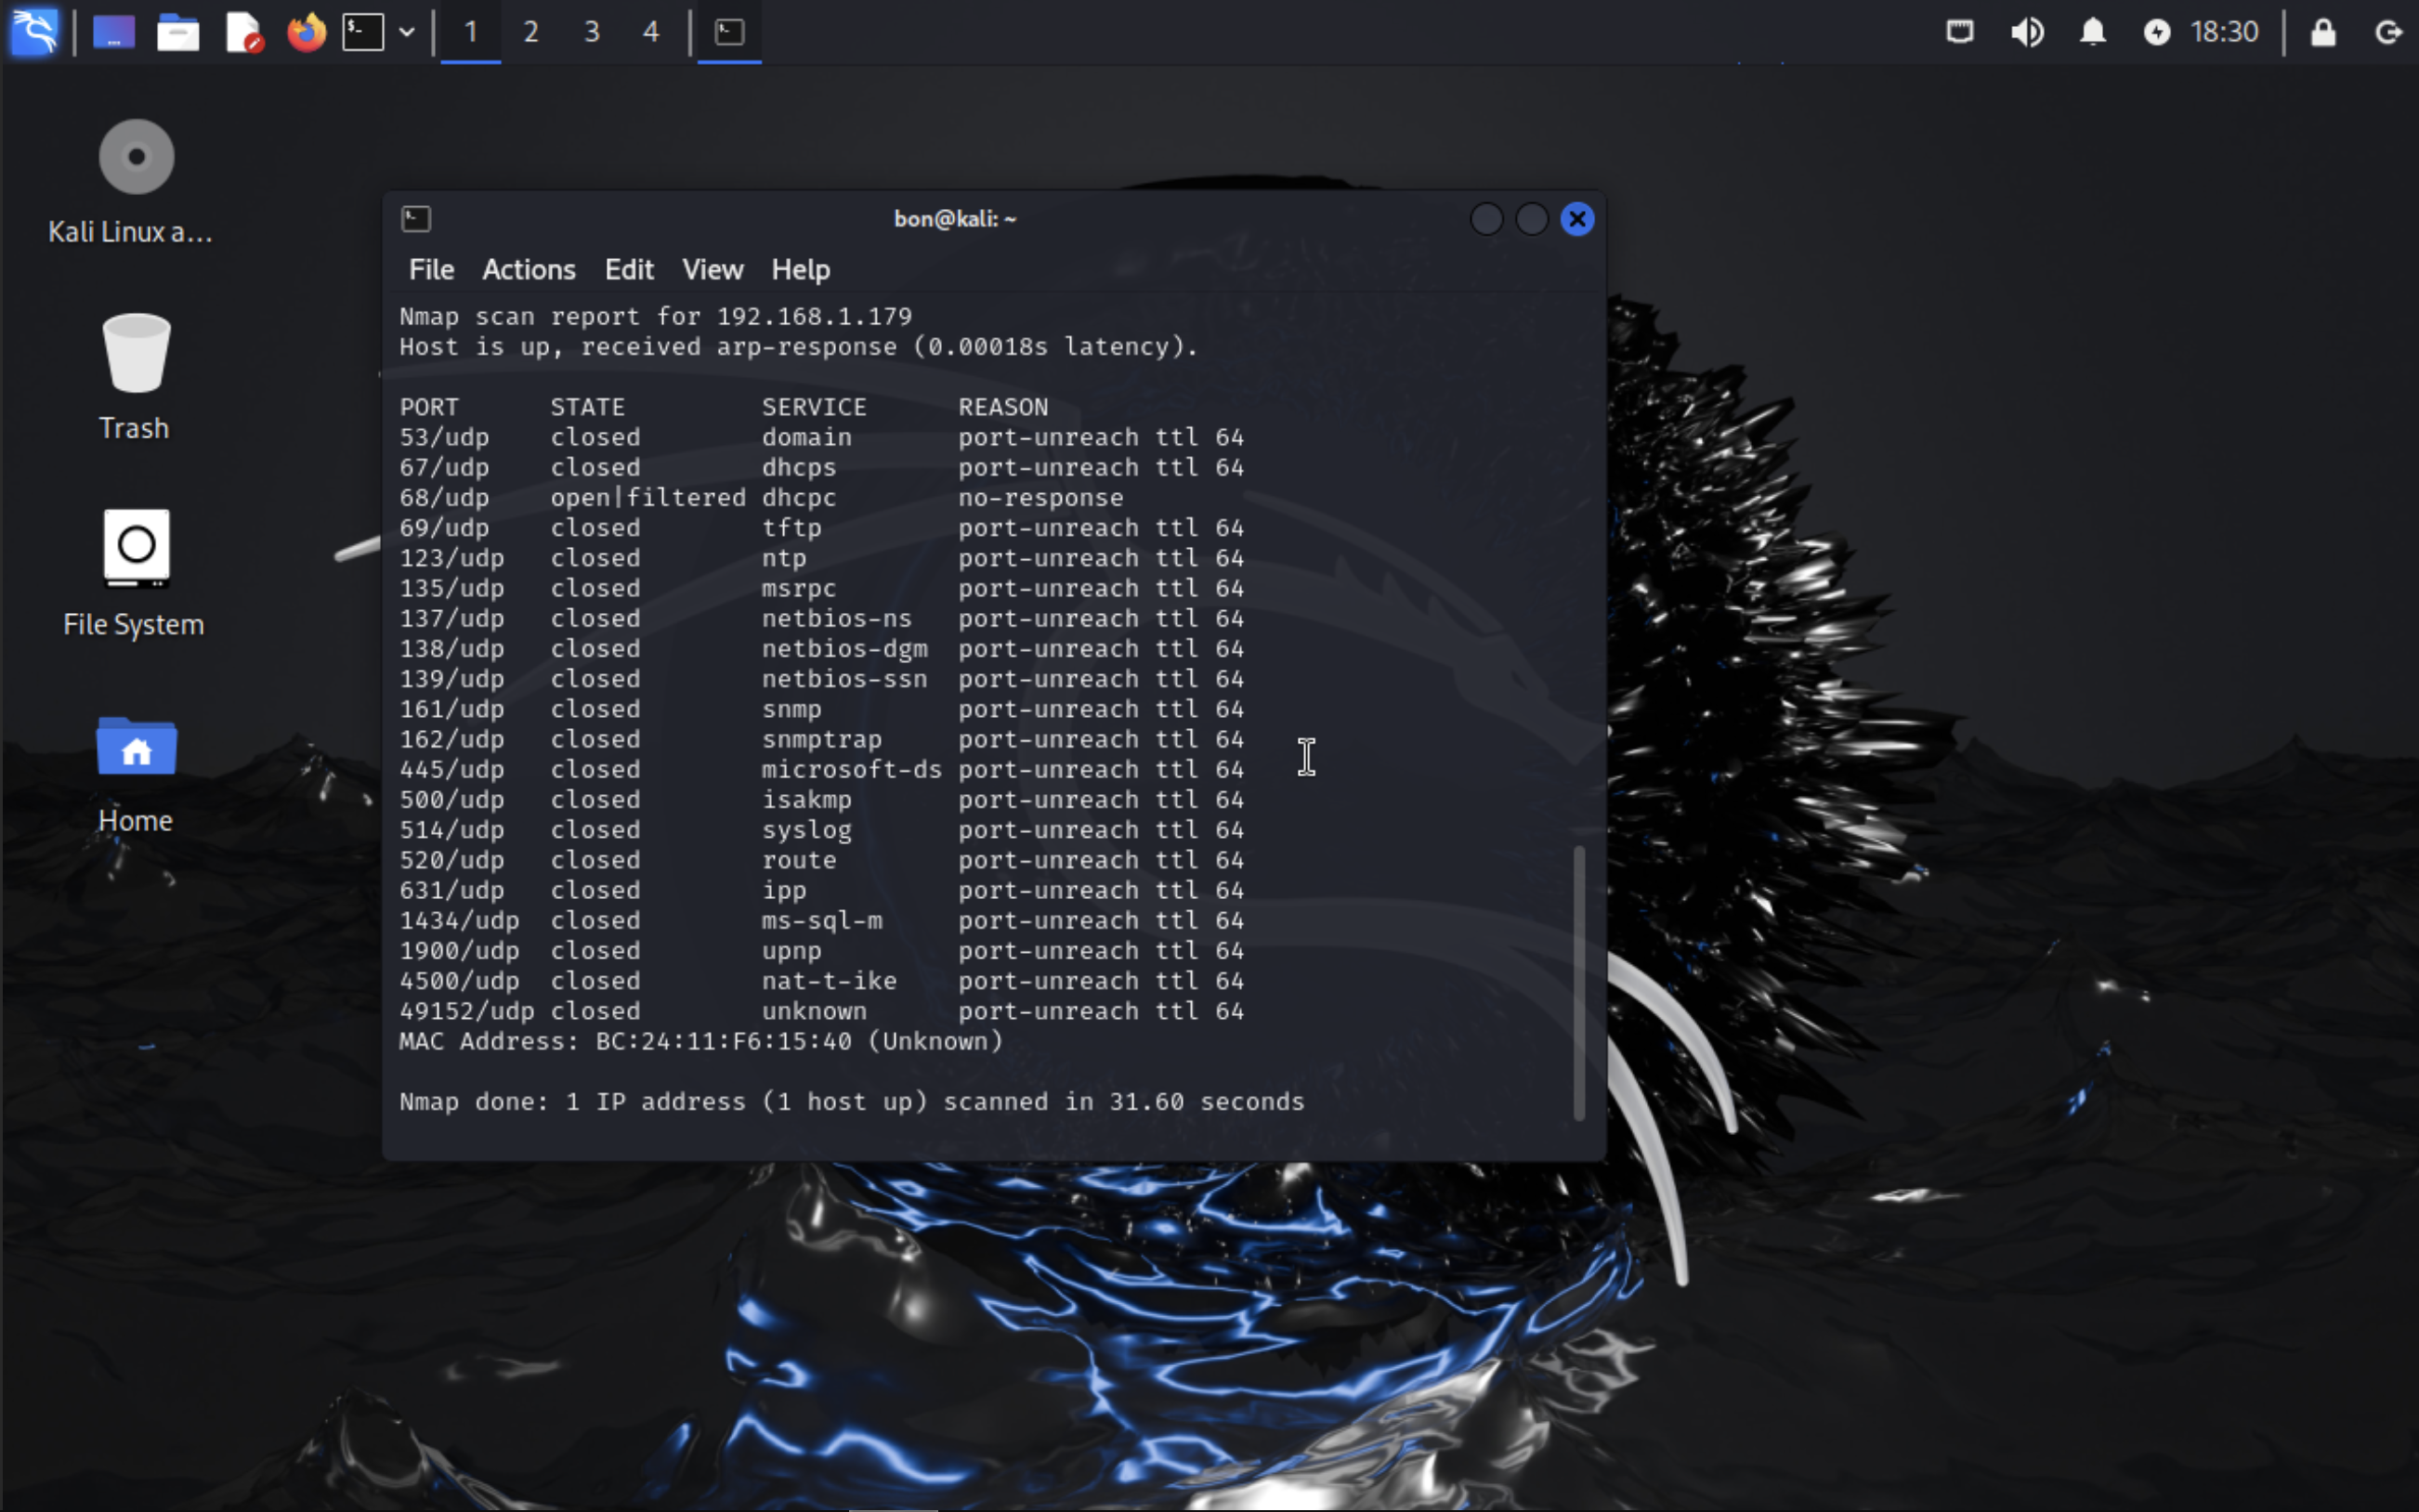 1 2 3 4 18:30
Kali Linux a...
Trash
File System
Home
bon@kali: ~
File Actions Edit View Help
Nmap scan report for 192.168.1.179
Host is up, received arp-response (0.00018s latency).
PORT STATE SERVICE REASON
53/udp closed domain port-unreach ttl 64
67/udp closed dhcps port-unreach ttl 64
68/udp open|filtered dhcpc no-response
69/udp closed tftp port-unreach ttl 64
123/udp closed ntp port-unreach ttl 64
135/udp closed msrpc port-unreach ttl 64
137/udp closed netbios-ns port-unreach ttl 64
138/udp closed netbios-dgm port-unreach ttl 64
139/udp closed netbios-ssn port-unreach ttl 64
161/udp closed snmp port-unreach ttl 64
162/udp closed snmptrap port-unreach ttl 64
445/udp closed microsoft-ds port-unreach ttl 64
500/udp closed isakmp port-unreach ttl 64
514/udp closed syslog port-unreach ttl 64
520/udp closed route port-unreach ttl 64
631/udp closed ipp port-unreach ttl 64
1434/udp closed ms-sql-m port-unreach ttl 64
1900/udp closed upnp port-unreach ttl 64
4500/udp closed nat-t-ike port-unreach ttl 64
49152/udp closed unknown port-unreach ttl 64
MAC Address: BC:24:11:F6:15:40 (Unknown)
Nmap done: 1 IP address (1 host up) scanned in 31.60 seconds